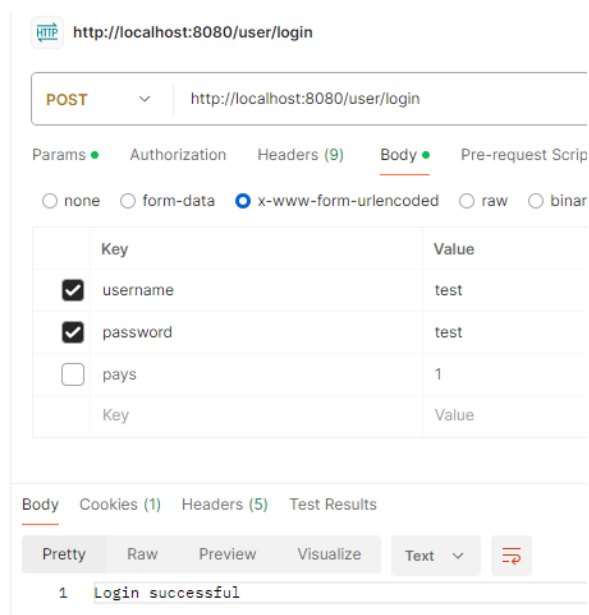 HTTP http://localhost:8080/user/login
POST http://localhost:8080/user/login
Params Authorization Headers (9) Body Pre-request Scrip
none form-data x-www-form-urlencoded raw binar
Key Value
username test
password test
pays 1
Key Value
Body Cookies (1) Headers (5) Test Results
Pretty Raw Preview Visualize Text
1 Login successful